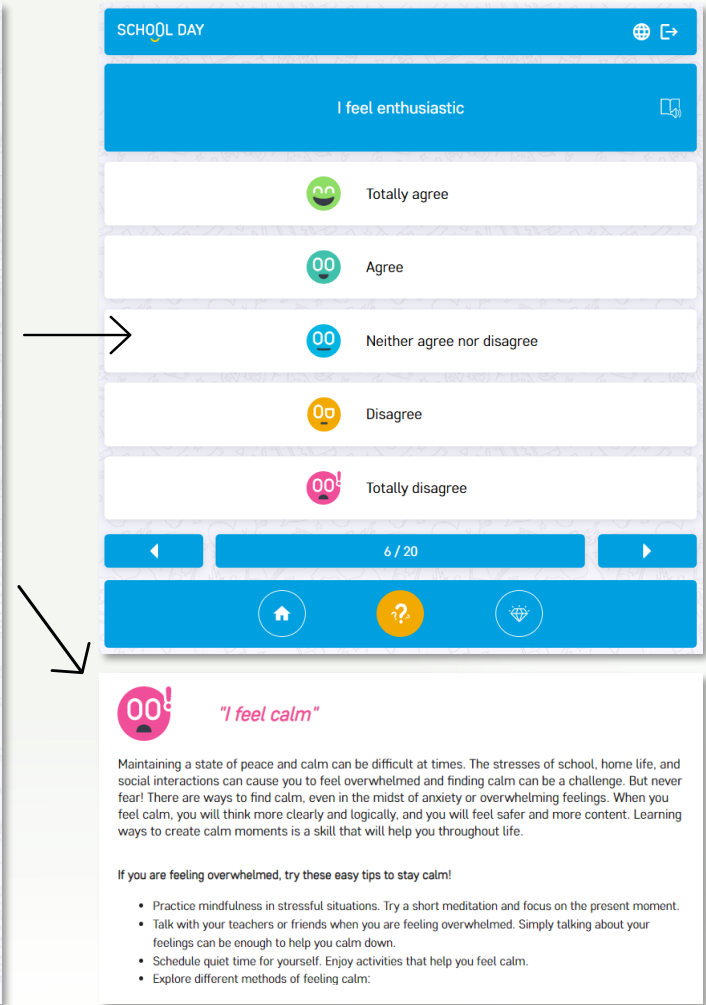 SCHOOL DAY
I feel enthusiastic
Totally agree
Agree
Neither agree nor disagree
Disagree
Totally disagree
6 / 20
"I feel calm"
Maintaining a state of peace and calm can be difficult at times. The stresses of school, home life, and
social interactions can cause you to feel overwhelmed and finding calm can be a challenge. But never
fear! There are ways to find calm, even in the midst of anxiety or overwhelming feelings. When you
feel calm, you will think more clearly and logically, and you will feel safer and more content. Learning
ways to create calm moments is a skill that will help you throughout life.
If you are feeling overwhelmed, try these easy tips to stay calm!
• Practice mindfulness in stressful situations. Try a short meditation and focus on the present moment.
• Talk with your teachers or friends when you are feeling overwhelmed. Simply talking about your
feelings can be enough to help you calm down.
• Schedule quiet time for yourself. Enjoy activities that help you feel calm.
• Explore different methods of feeling calm: